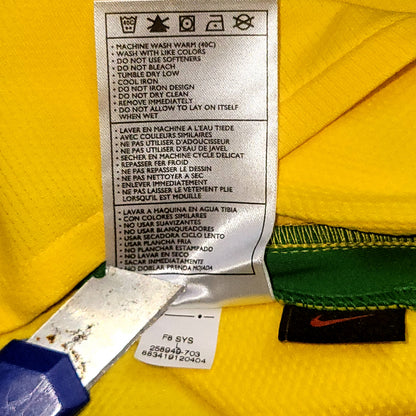 40C
• MACHINE WASH WARM (40C)
• WASH WITH LIKE COLORS
• DO NOT USE SOFTENERS
• DO NOT BLEACH
• TUMBLE DRY LOW
• COOL IRON
• DO NOT IRON DESIGN
• DO NOT DRY CLEAN
• REMOVE IMMEDIATELY
• DO NOT ALLOW TO LAY ON ITSELF
WHEN WET
• LAVER EN MACHINE A L'EAU TIEDE
• AVEC COULEURS SIMILAIRES
• NE PAS UTILISER D'ADOUCISSEUR
• NE PAS UTILISER D'EAU DE JAVEL
• SECHER EN MACHINE CYCLE DELICAT
• REPASSER FER FROID
• NE PAS REPASSER LE DESSIN
• NE PAS NETTOYER A SEC
• ENLEVER IMMEDIATEMENT
• NE PAS LAISSER LE VETEMENT PLIE
LORSQU'IL EST MOUILLE
• LAVAR A MAQUINA EN AGUA TIBIA
• CON COLORES SIMILARES
• NO USAR SUAVIZANTES
• NO USAR BLANQUEADORES
• USAR SECADORA CICLO LENTO
• USAR PLANCHA FRIA
• NO PLANCHAR ESTAMPADO
• NO LAVAR EN SECO
• SACAR IMMEDIATAMENTE
• NO DOBLAR PRENDA MOJADA
F8 SYS
L
258949-703
883419120404